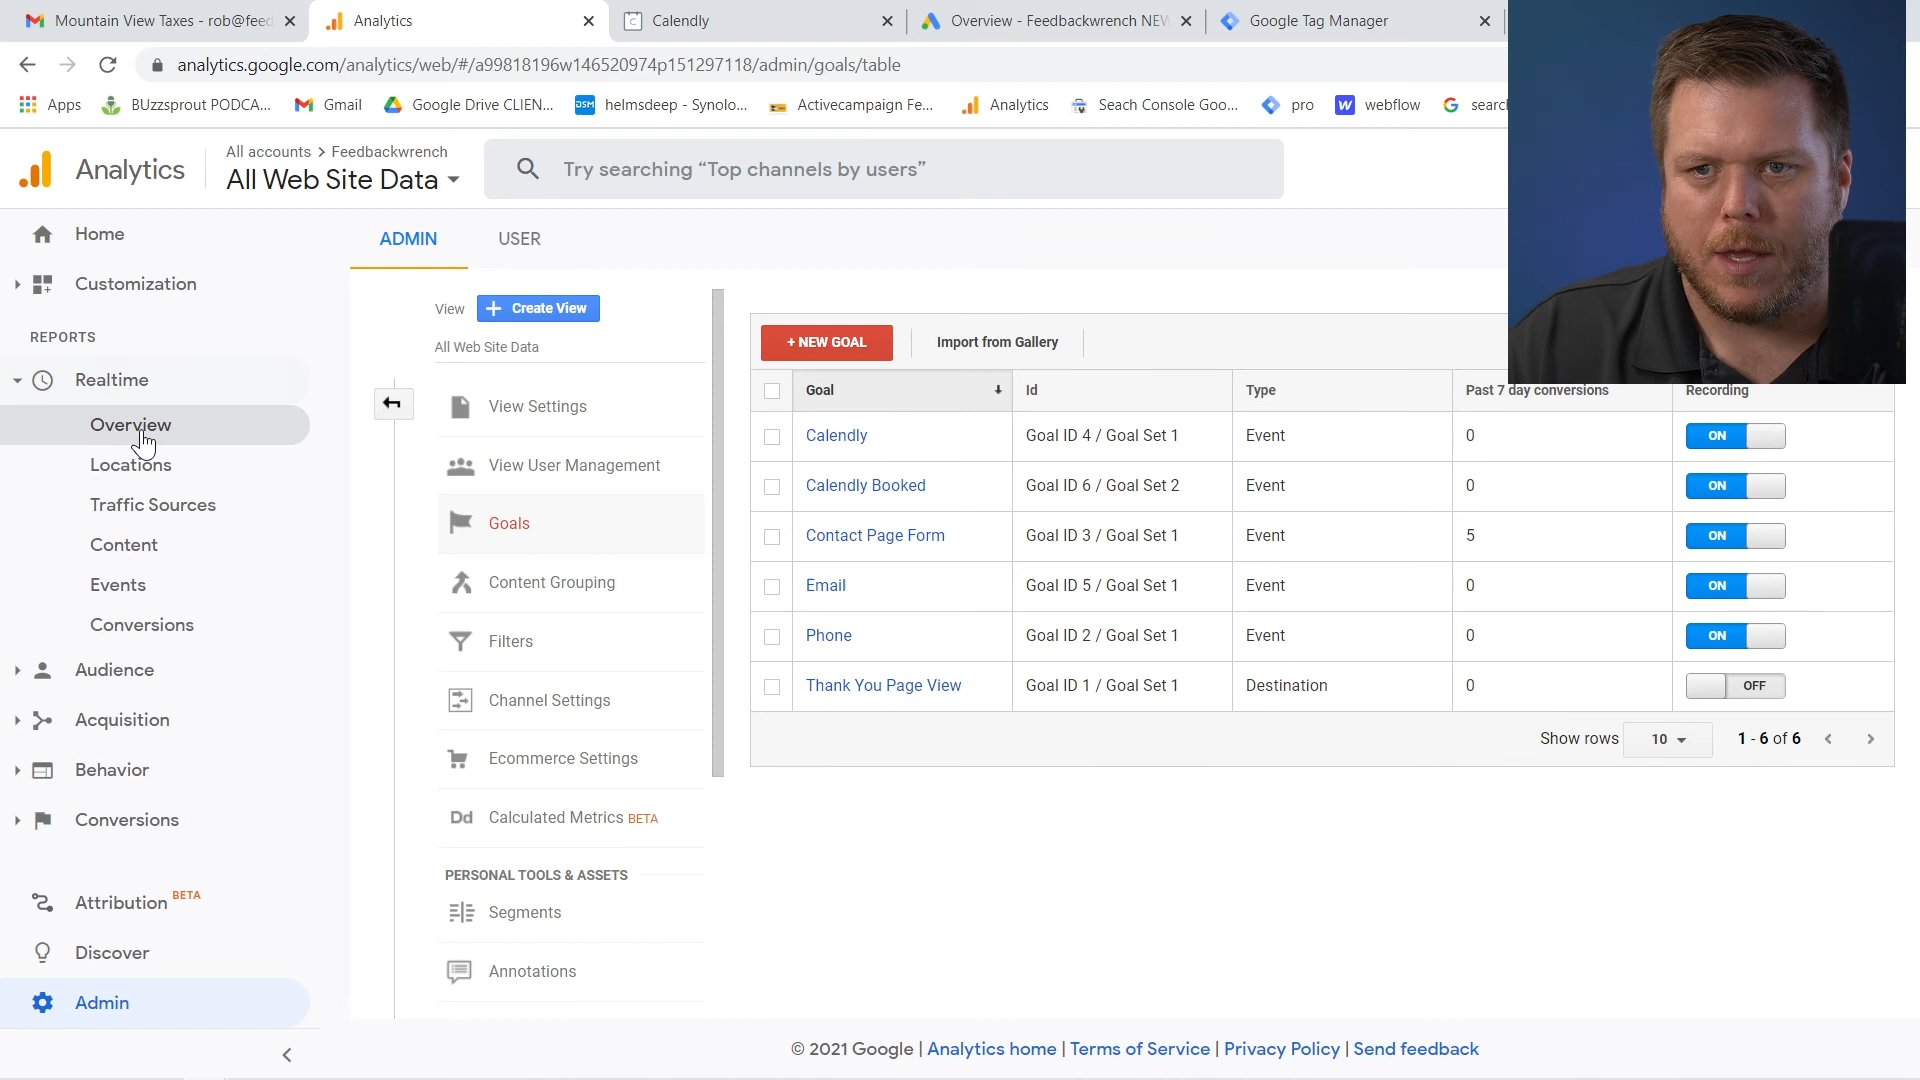 Mountain View Taxes - rob@feed
Analytics
Calendly
Overview - Feedbackwrench NEW
Google Tag Manager
analytics.google.com/analytics/web/#/a99818196w146520974p151297118/admin/goals/table
Apps
BUzzsprout PODCA...
Gmail
Google Drive CLIEN...
DSM
helmsdeep - Synolo...
Activecampaign Fe...
Analytics
Seach Console Goo...
pro
W
webflow
G
searc
Analytics
All accounts > Feedbackwrench
All Web Site Data
Try searching “Top channels by users”
Home
Customization
REPORTS
Realtime
Overview
Locations
Traffic Sources
Content
Events
Conversions
Audience
Acquisition
Behavior
Conversions
Attribution BETA
Discover
Admin
ADMIN
USER
View
+ Create View
All Web Site Data
View Settings
View User Management
Goals
Content Grouping
Filters
Channel Settings
Ecommerce Settings
Dd Calculated Metrics BETA
PERSONAL TOOLS & ASSETS
Segments
Annotations
+ NEW GOAL
Import from Gallery
Goal Id Type Past 7 day conversions Recording
Calendly Goal ID 4 / Goal Set 1 Event 0 ON
Calendly Booked Goal ID 6 / Goal Set 2 Event 0 ON
Contact Page Form Goal ID 3 / Goal Set 1 Event 5 ON
Email Goal ID 5 / Goal Set 1 Event 0 ON
Phone Goal ID 2 / Goal Set 1 Event 0 ON
Thank You Page View Goal ID 1 / Goal Set 1 Destination 0 OFF
Show rows 10 1 - 6 of 6
© 2021 Google | Analytics home | Terms of Service | Privacy Policy | Send feedback